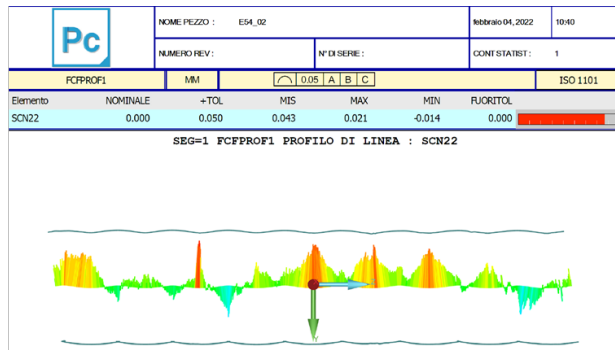 Pc
NOME PEZZO : E54_02 febbraio 04, 2022 10:40
NUMERO REV : N° DI SERIE : CONT STATIST : 1
FCFPROF1 MM ⌒ 0.05 A B C ISO 1101
Elemento NOMINALE +TOL MIS MAX MIN FUORITOL
SCN22 0.000 0.050 0.043 0.021 -0.014 0.000
SEG=1 FCFPROF1 PROFILO DI LINEA : SCN22